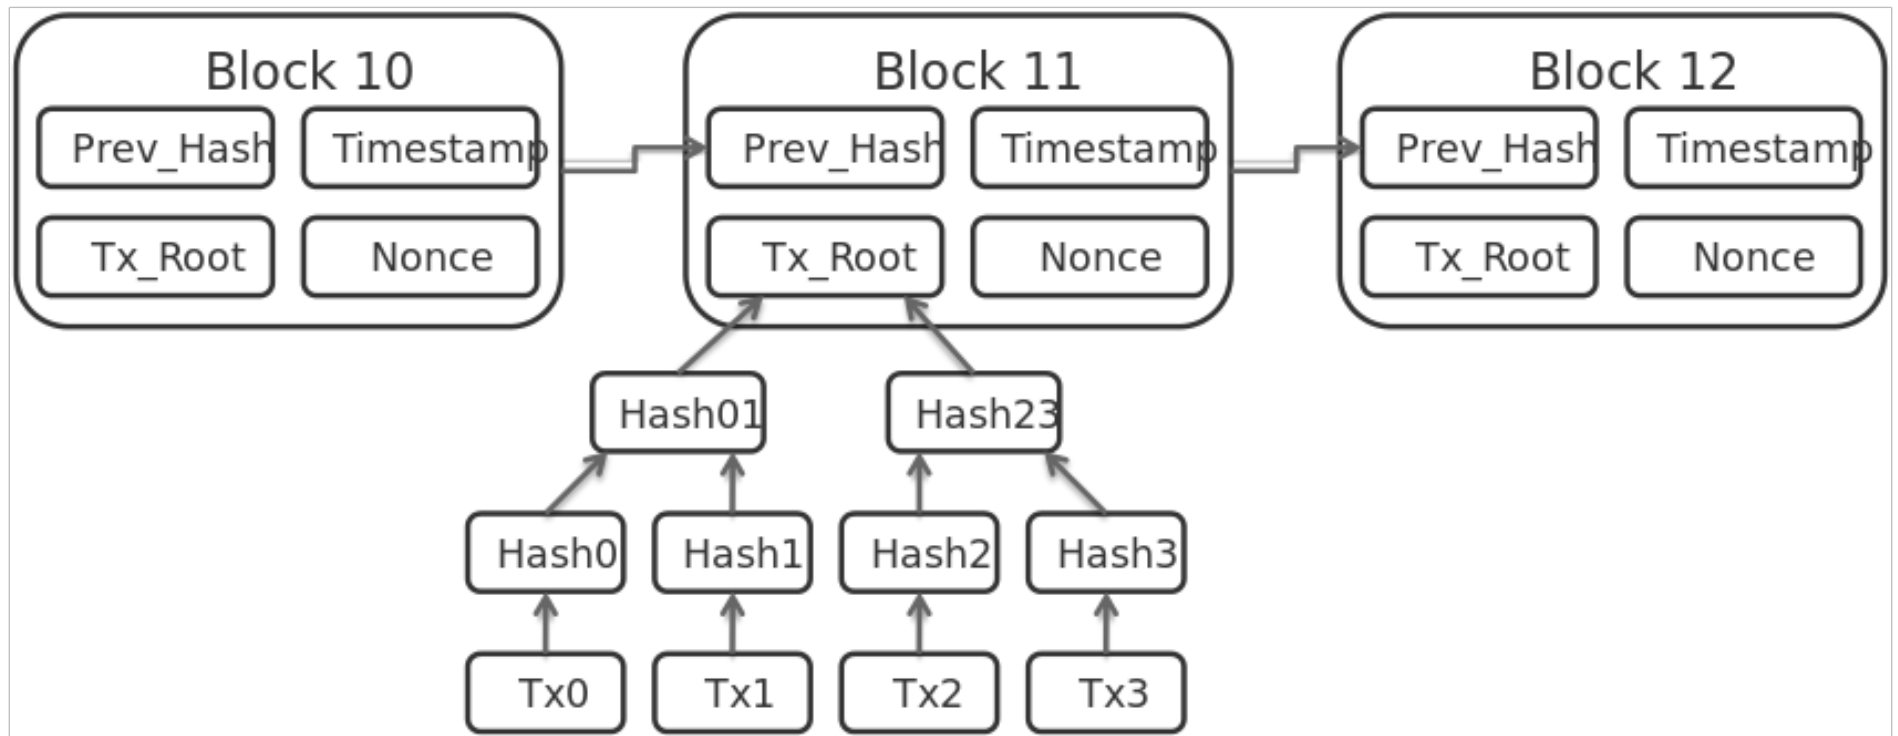 Block 10
Block 11
Block 12
Prev_Hash
Timestamp
Prev_Hash
Timestamp
Prev_Hash
Timestamp
Tx_Root
Nonce
Tx_Root
Nonce
Tx_Root
Nonce
Hash01
Hash23
Hash0
Hash1
Hash2
Hash3
Tx0
Tx1
Tx2
Tx3